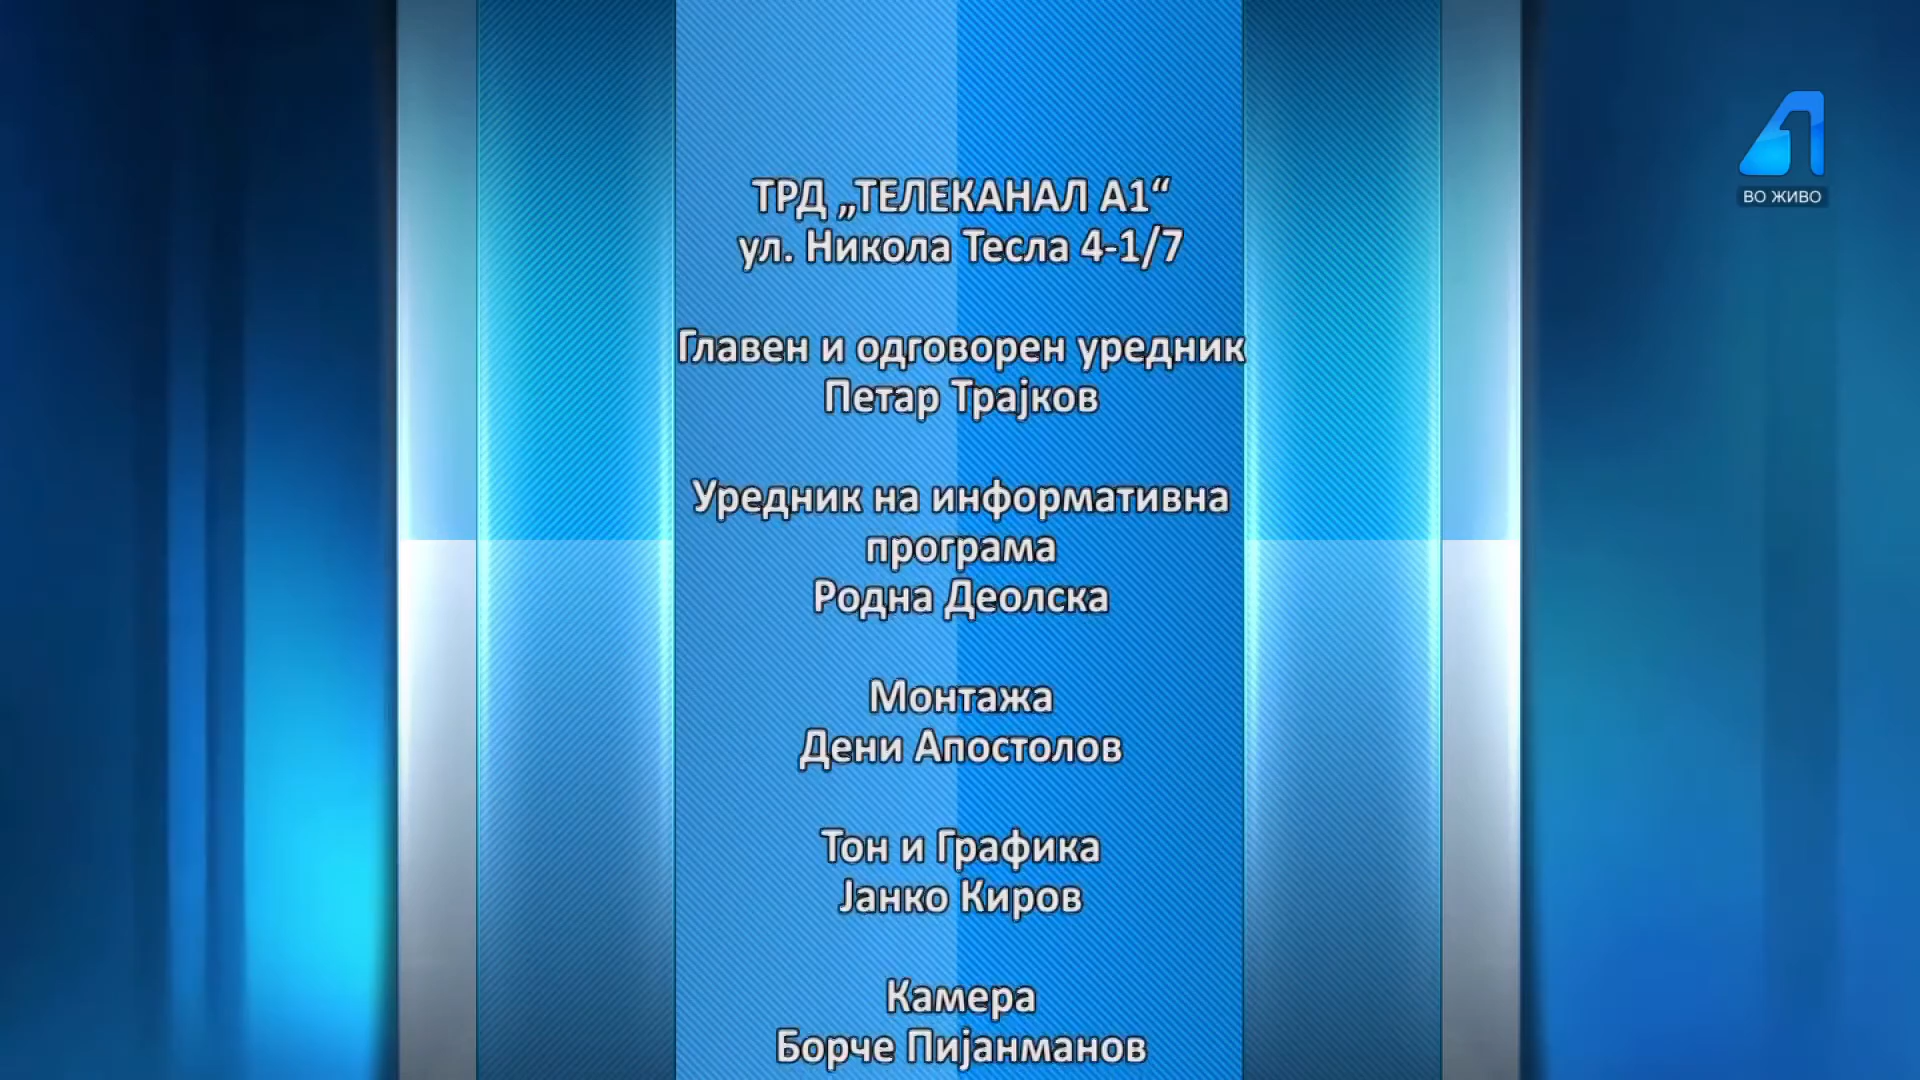 ТРД „ТЕЛЕКАНАЛ А1“
ул. Никола Тесла 4-1/7
Главен и одговорен уредник
Петар Трајков
Уредник на информативна
програма
Родна Деолска
Монтажа
Дени Апостолов
Тон и Графика
Јанко Киров
Камера
Борче Пијанманов
А1
ВО ЖИВО